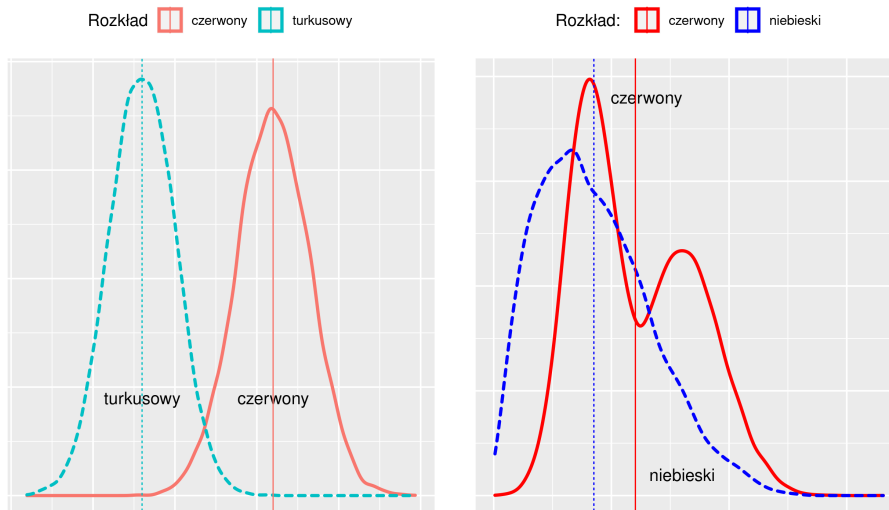 Rozkład czerwony turkusowy
turkusowy
czerwony
Rozkład: czerwony niebieski
czerwony
niebieski